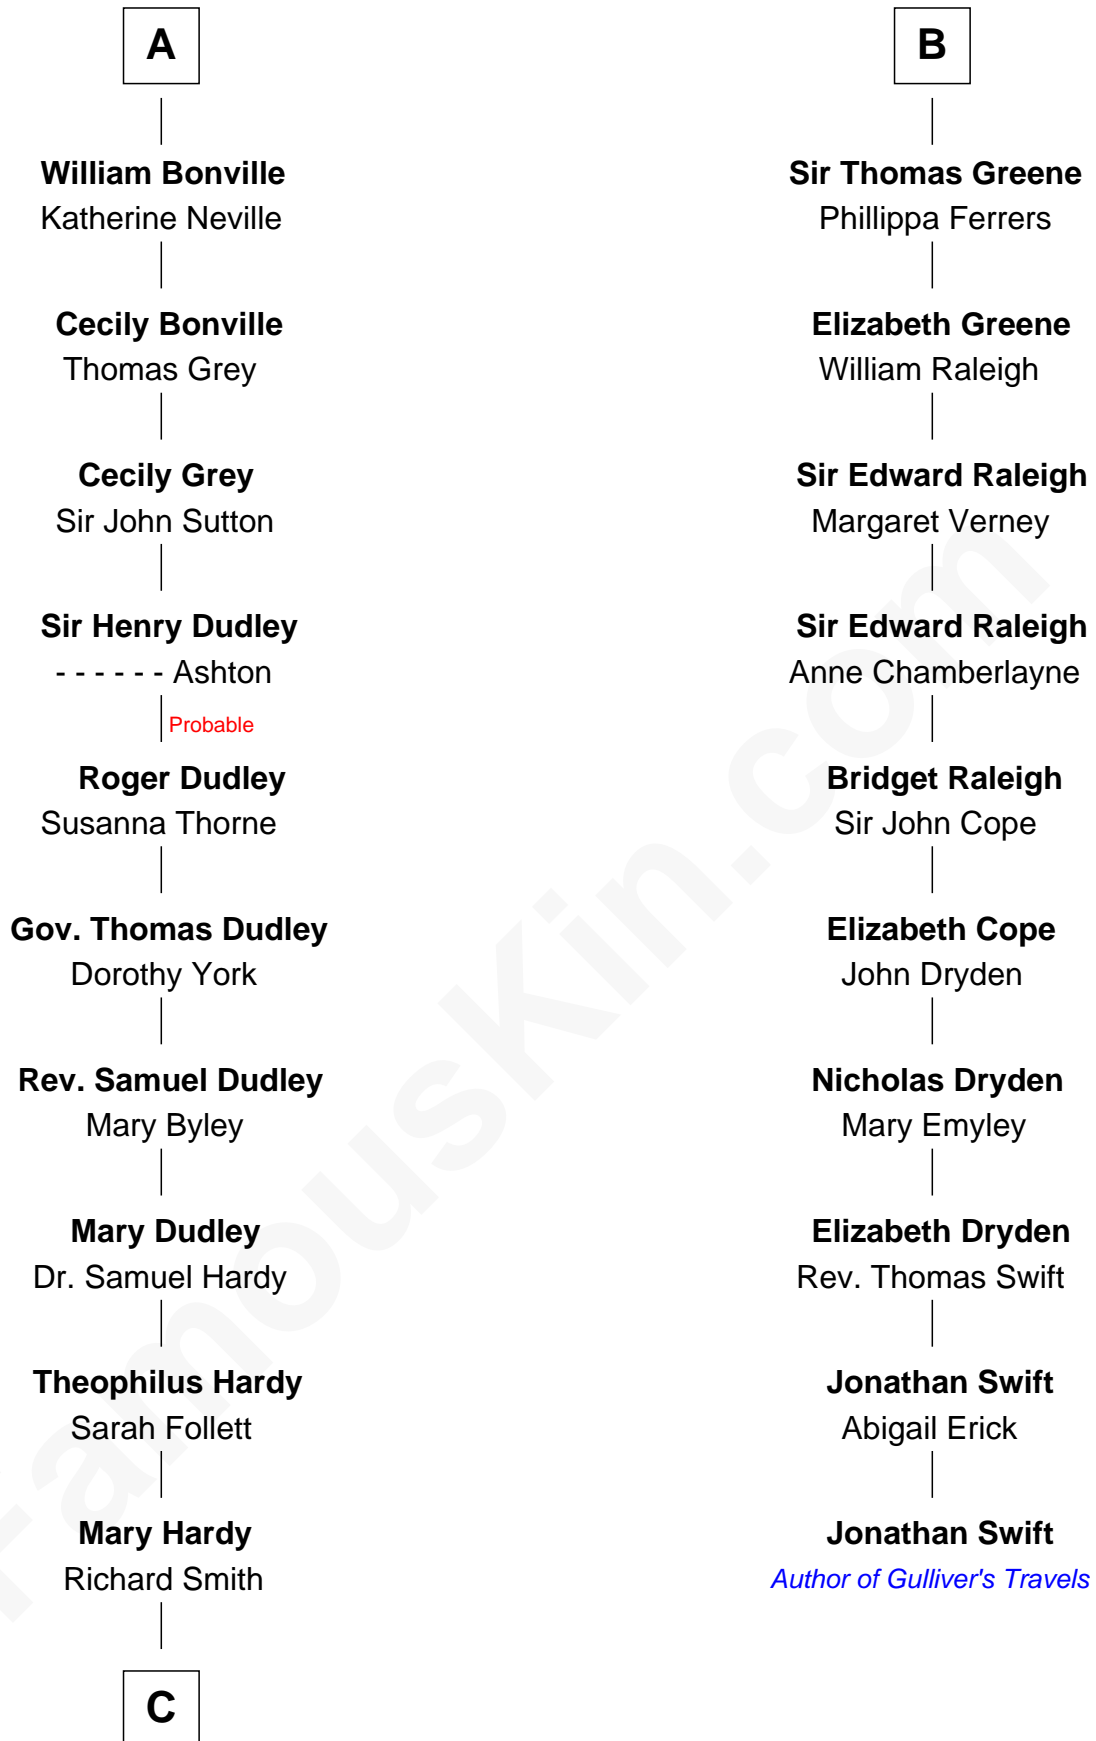 A
William Bonville
Katherine Neville
Cecily Bonville
Thomas Grey
Cecily Grey
Sir John Sutton
Sir Henry Dudley
- - - - - - Ashton
Probable
Roger Dudley
Susanna Thorne
Gov. Thomas Dudley
Dorothy York
Rev. Samuel Dudley
Mary Byley
Mary Dudley
Dr. Samuel Hardy
Theophilus Hardy
Sarah Follett
Mary Hardy
Richard Smith
C
B
Sir Thomas Greene
Phillippa Ferrers
Elizabeth Greene
William Raleigh
Sir Edward Raleigh
Margaret Verney
Sir Edward Raleigh
Anne Chamberlayne
Bridget Raleigh
Sir John Cope
Elizabeth Cope
John Dryden
Nicholas Dryden
Mary Emyley
Elizabeth Dryden
Rev. Thomas Swift
Jonathan Swift
Abigail Erick
Jonathan Swift
Author of Gulliver's Travels
FamousKin.com